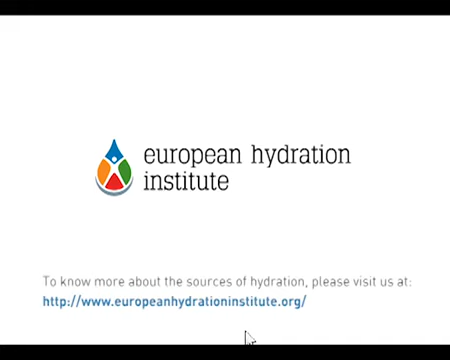 european hydration
institute
To know more about the sources of hydration, please visit us at:
http://www.europeanhydrationinstitute.org/